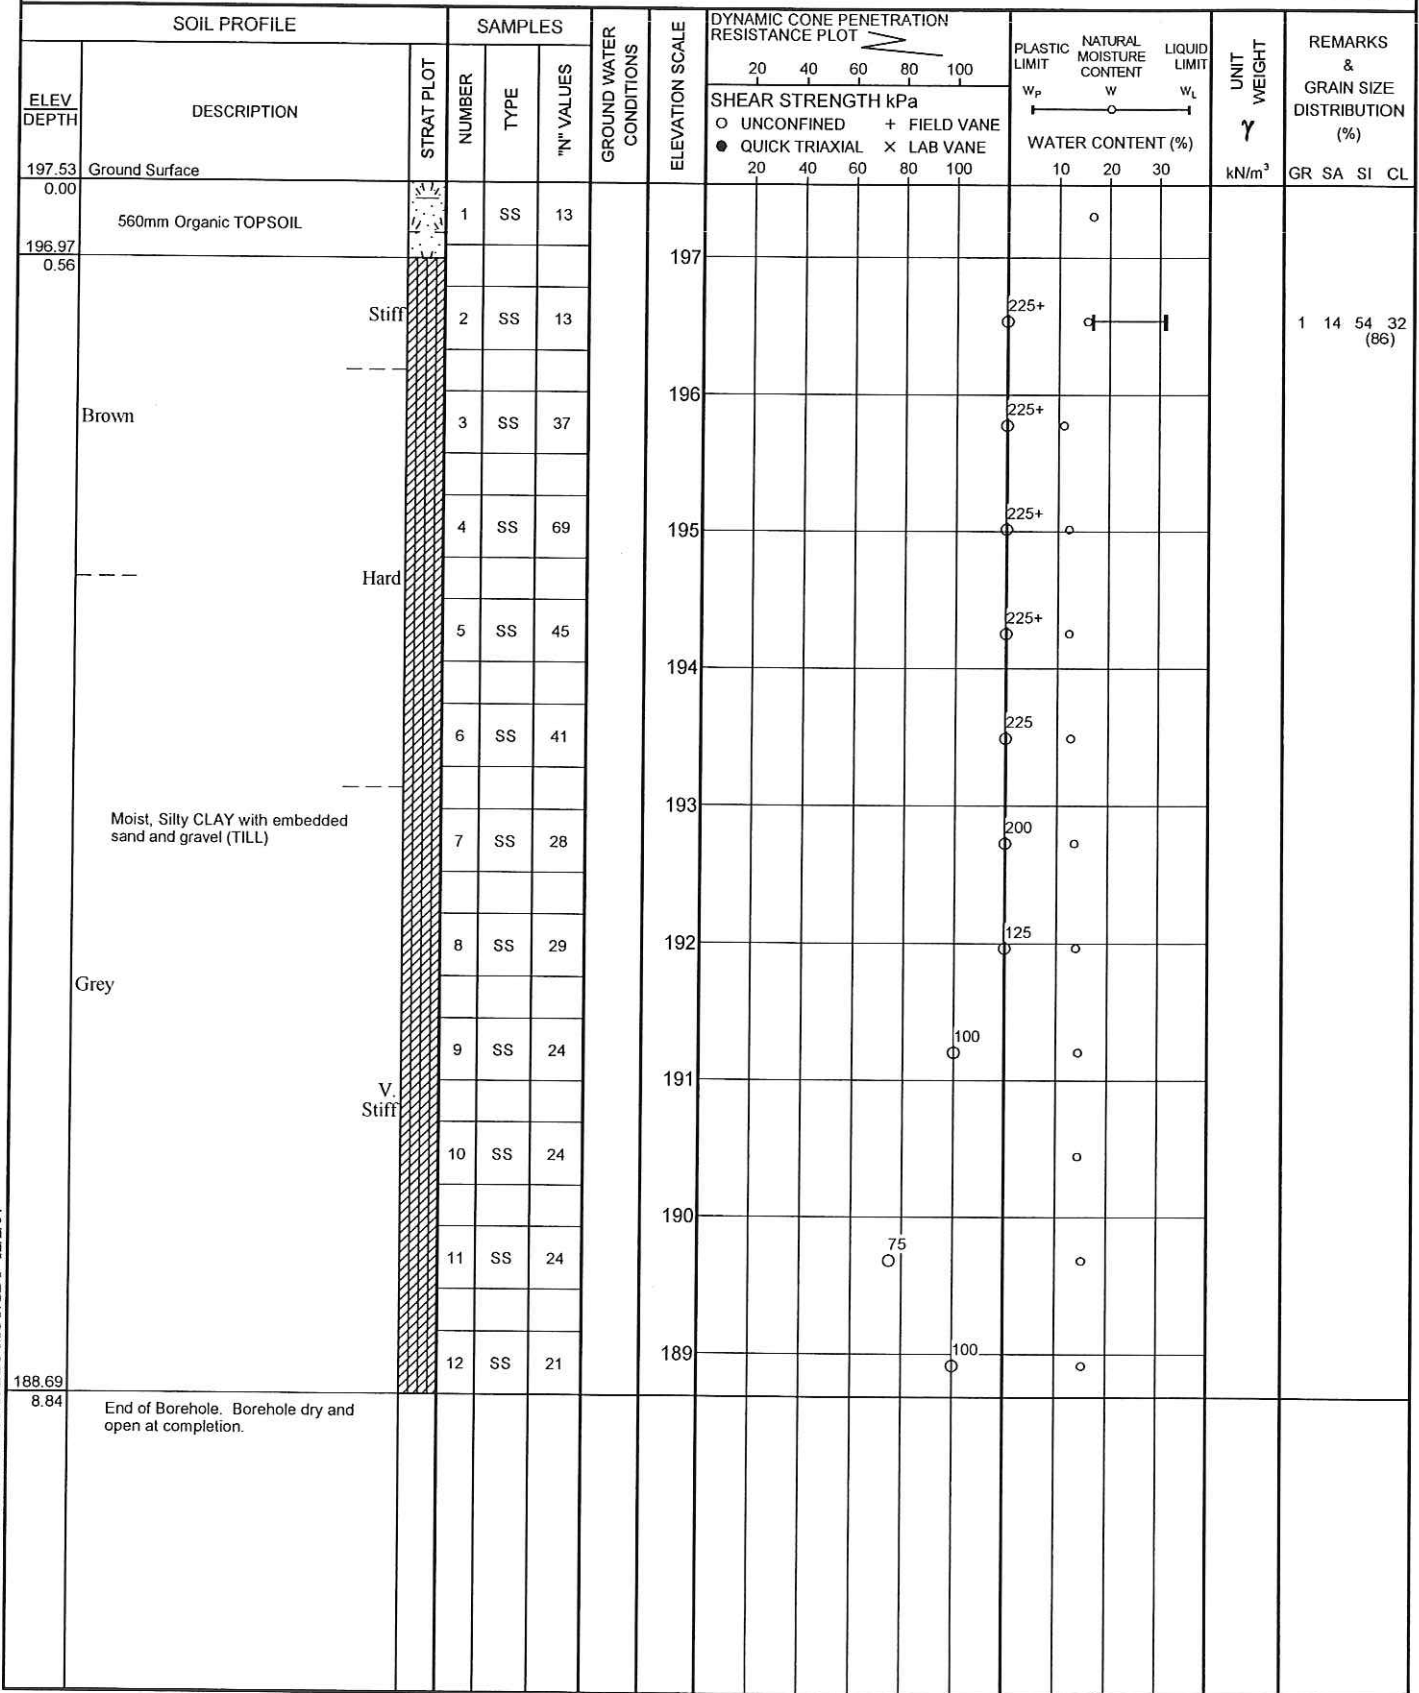 SOIL PROFILE
SAMPLES
GROUND WATER
CONDITIONS
ELEVATION SCALE
DYNAMIC CONE PENETRATION
RESISTANCE PLOT
20 40 60 80 100
SHEAR STRENGTH kPa
O UNCONFINED + FIELD VANE
● QUICK TRIAXIAL × LAB VANE
20 40 60 80 100
PLASTIC
LIMIT
NATURAL
MOISTURE
CONTENT
LIQUID
LIMIT
WP W WL
WATER CONTENT (%)
10 20 30
UNIT
WEIGHT
γ
kN/m³
REMARKS
&
GRAIN SIZE
DISTRIBUTION
(%)
GR SA SI CL
ELEV
DEPTH
DESCRIPTION
STRAT PLOT
NUMBER
TYPE
"N" VALUES
197.53 Ground Surface
0.00
560mm Organic TOPSOIL
1 SS 13
196.97
0.56
197
Stiff
2 SS 13
225+
1 14 54 32
(86)
196
Brown
3 SS 37
225+
4 SS 69
225+
195
Hard
5 SS 45
225+
194
6 SS 41
225
193
Moist, Silty CLAY with embedded
sand and gravel (TILL)
7 SS 28
200
8 SS 29
125
192
Grey
9 SS 24
100
191
V.
Stiff
10 SS 24
190
11 SS 24
75
189
12 SS 21
100
188.69
8.84
End of Borehole. Borehole dry and
open at completion.